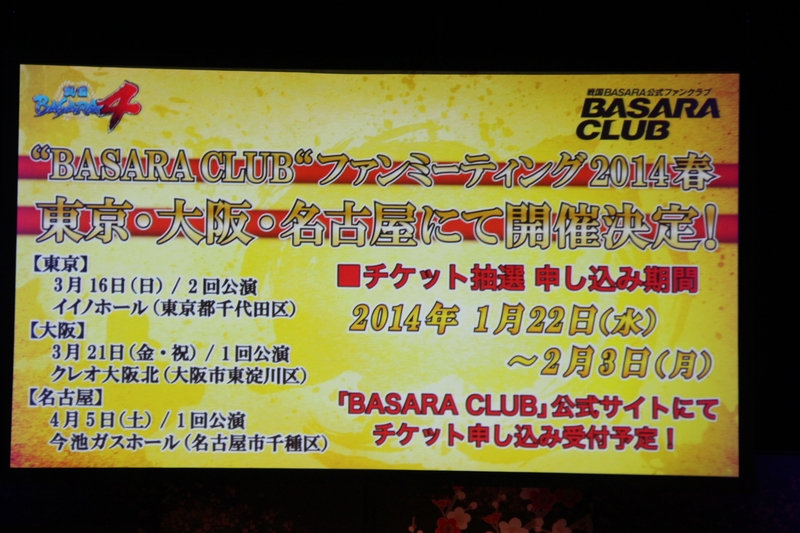 戦国
BASARA4
戦国BASARA公式ファンクラブ
BASARA
CLUB
“BASARA CLUB“ファンミーティング2014春
東京・大阪・名古屋にて開催決定！
【東京】
3月16日（日）/2回公演
イイノホール（東京都千代田区）
【大阪】
3月21日（金・祝）/1回公演
クレオ大阪北（大阪市東淀川区）
【名古屋】
4月5日（土）/1回公演
今池ガスホール（名古屋市千種区）
■チケット抽選 申し込み期間
2014年 1月22日（水）
～2月3日（月）
「BASARA CLUB」公式サイトにて
チケット申し込み受付予定！